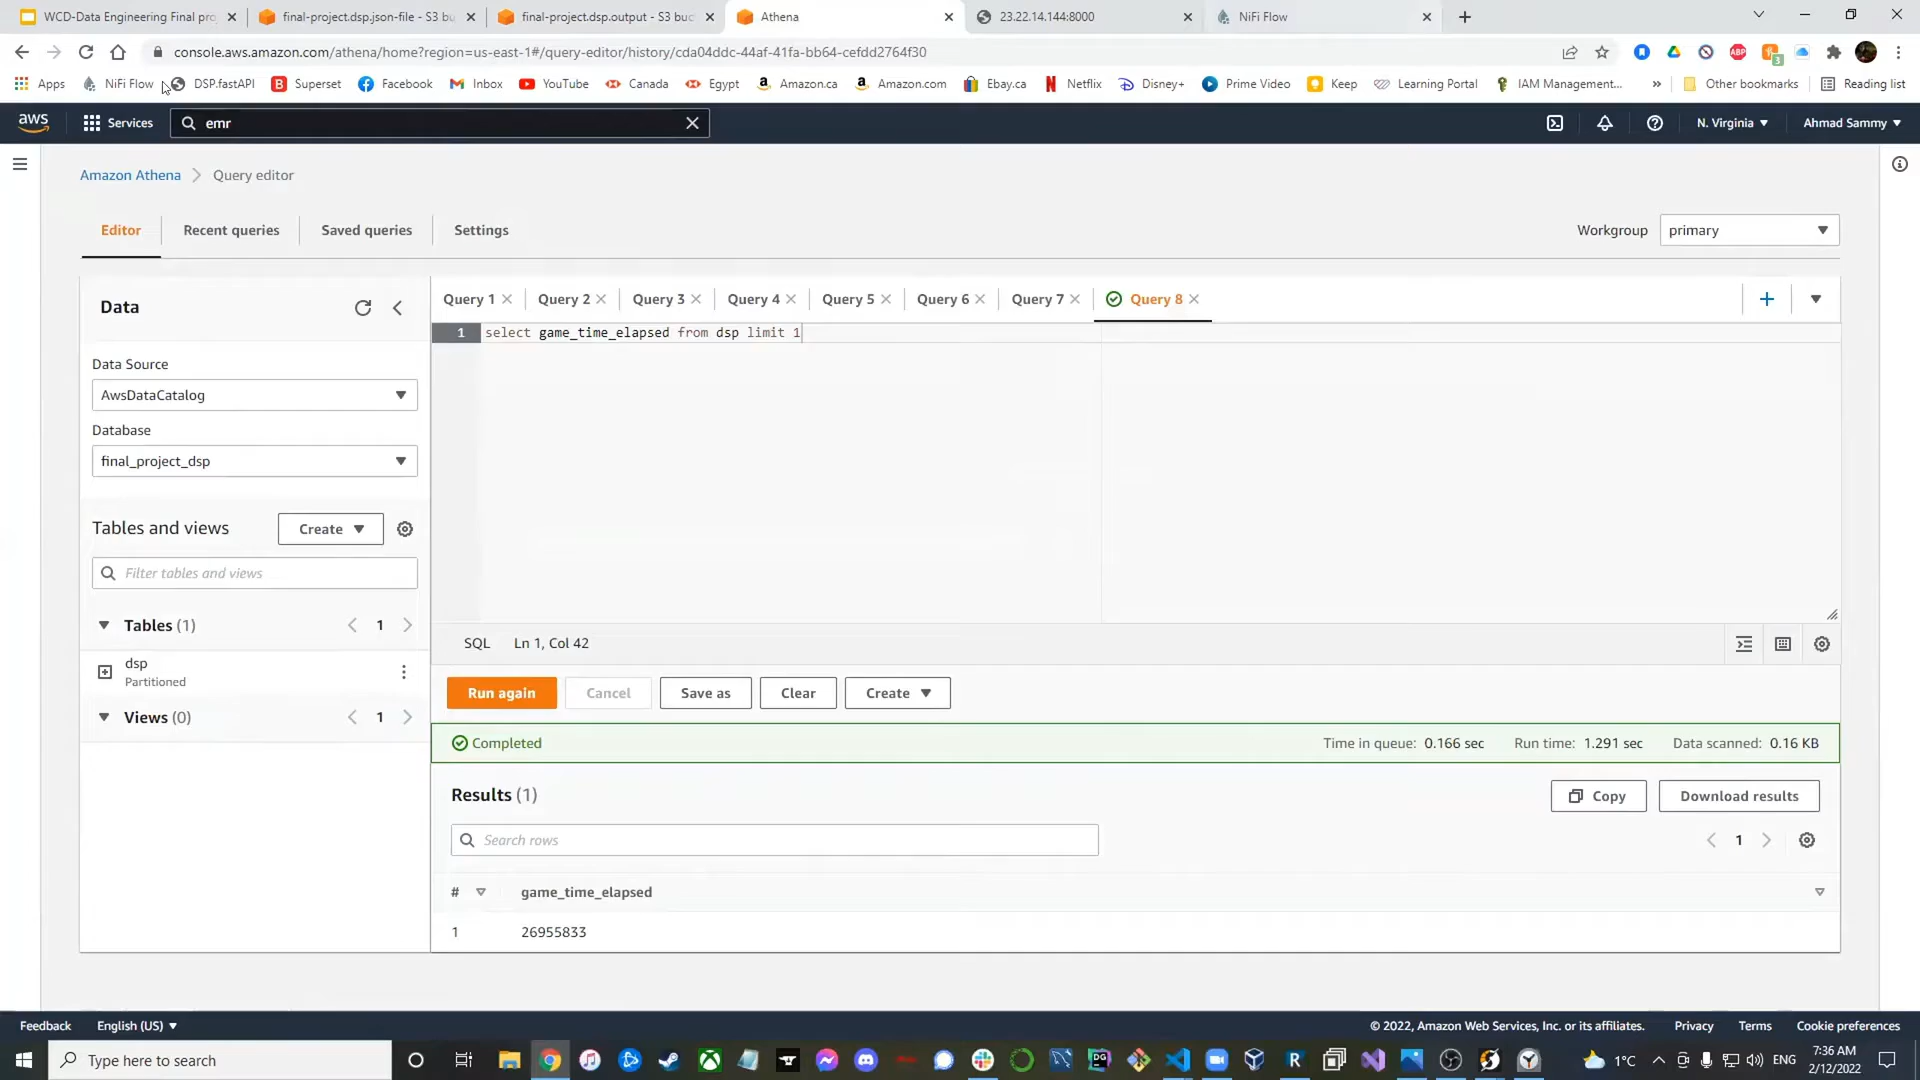 WCD-Data Engineering Final pro
final-project.dsp.json-file - S3 bu
final-project.dsp.output - S3 buc
Athena
23.22.14.144:8000
NiFi Flow
console.aws.amazon.com/athena/home?region=us-east-1#/query-editor/history/cda04ddc-44af-41fa-bb64-cefdd2764f30
ABP
3
Apps
NiFi Flow
DSP.fastAPI
Superset
Facebook
Inbox
YouTube
Canada
Egypt
Amazon.ca
Amazon.com
Ebay.ca
Netflix
Disney+
Prime Video
Keep
Learning Portal
IAM Management...
»
Other bookmarks
Reading list
aws
Services
emr
N. Virginia
Ahmad Sammy
Amazon Athena
Query editor
Editor
Recent queries
Saved queries
Settings
Workgroup
primary
Data
Query 1
Query 2
Query 3
Query 4
Query 5
Query 6
Query 7
Query 8
1 select game_time_elapsed from dsp limit 1
Data Source
AwsDataCatalog
Database
final_project_dsp
Tables and views
Create
Filter tables and views
Tables (1)
1
dsp
Partitioned
Views (0)
1
SQL
Ln 1, Col 42
Run again
Cancel
Save as
Clear
Create
Completed
Time in queue: 0.166 sec
Run time: 1.291 sec
Data scanned: 0.16 KB
Results (1)
Copy
Download results
Search rows
1
#
game_time_elapsed
1
26955833
Feedback
English (US)
© 2022, Amazon Web Services, Inc. or its affiliates.
Privacy
Terms
Cookie preferences
Type here to search
1°C
ENG
7:36 AM
2/12/2022